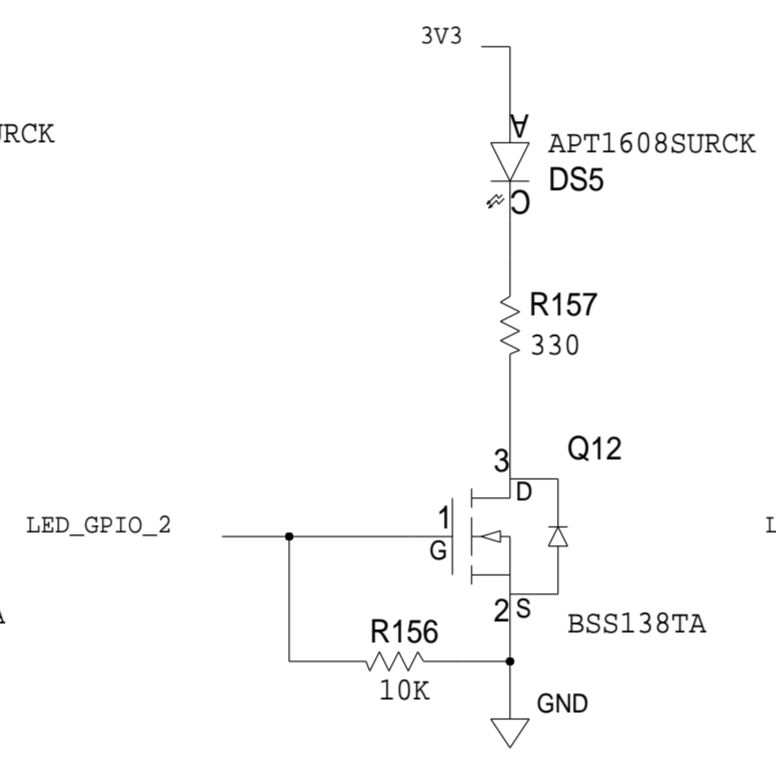 3V3
A
URCK
APT1608SURCK
DS5
C
R157
330
Q12
3
D
1
LED_GPIO_2
G
2
S
BSS138TA
R156
10K
GND